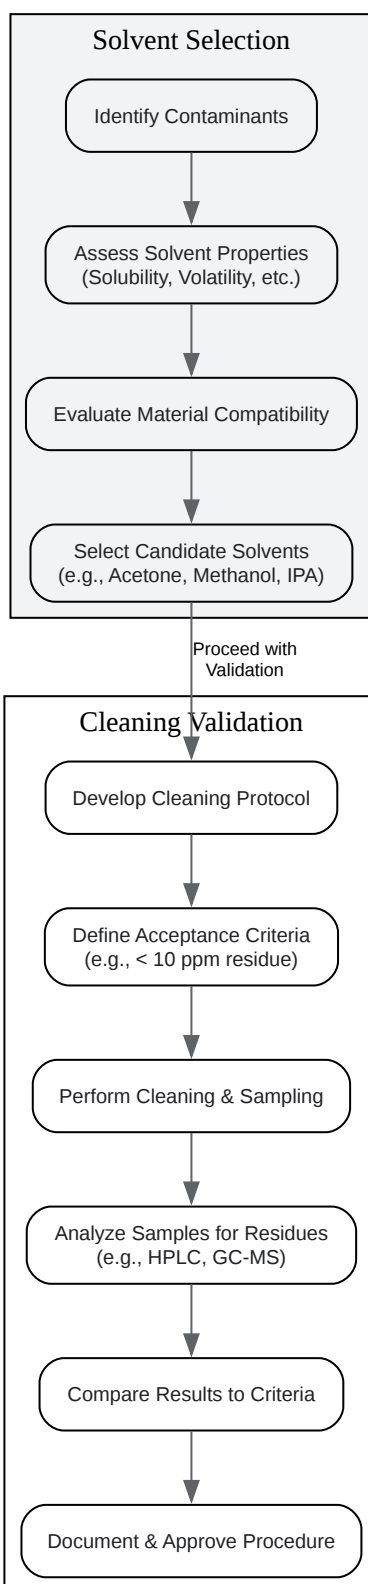 Solvent Selection
Identify Contaminants
Assess Solvent Properties
(Solubility, Volatility, etc.)
Evaluate Material Compatibility
Select Candidate Solvents
(e.g., Acetone, Methanol, IPA)
Proceed with
Validation
Cleaning Validation
Develop Cleaning Protocol
Define Acceptance Criteria
(e.g., < 10 ppm residue)
Perform Cleaning & Sampling
Analyze Samples for Residues
(e.g., HPLC, GC-MS)
Compare Results to Criteria
Document & Approve Procedure